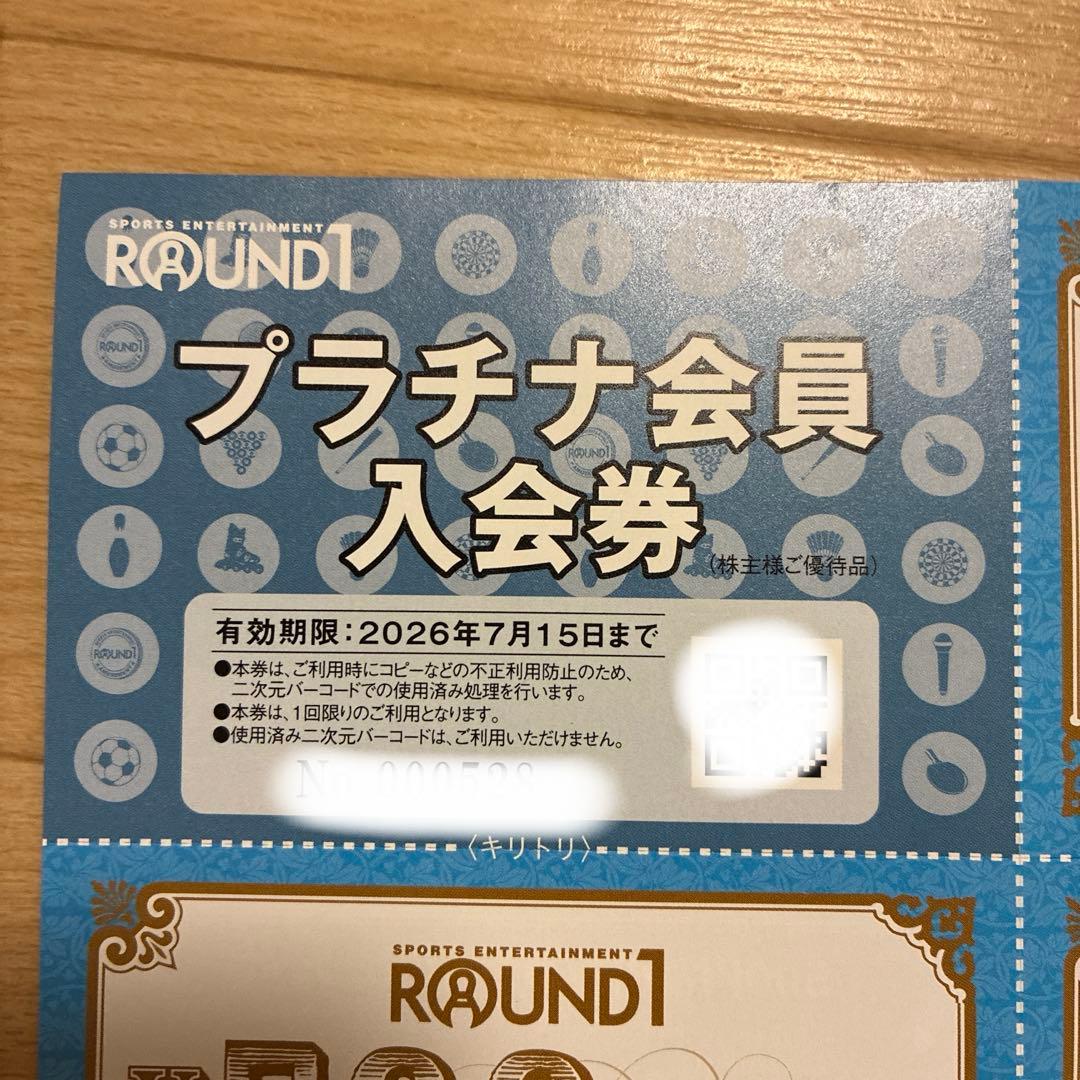 SPORTS ENTERTAINMENT
ROUND1
プラチナ会員
入会券
(株主様ご優待品)
有効期限:2026年7月15日まで
●本券は、ご利用時にコピーなどの不正利用防止のため、
二次元バーコードでの使用済み処理を行います。
●本券は、1回限りのご利用となります。
●使用済み二次元バーコードは、ご利用いただけません。
〈キリトリ〉
SPORTS ENTERTAINMENT
ROUND1